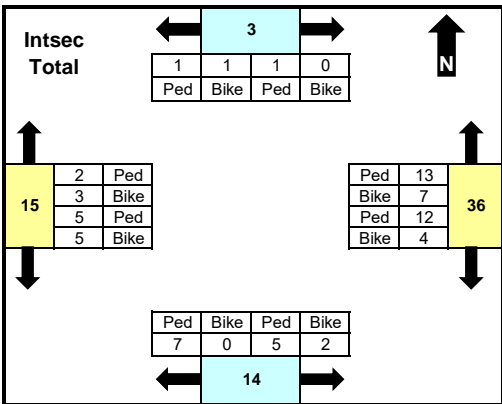 Intsec
Total
3
1 1 1 0
Ped Bike Ped Bike
N
15
2 Ped
3 Bike
5 Ped
5 Bike
Ped 13
Bike 7
Ped 12
Bike 4
36
Ped Bike Ped Bike
7 0 5 2
14